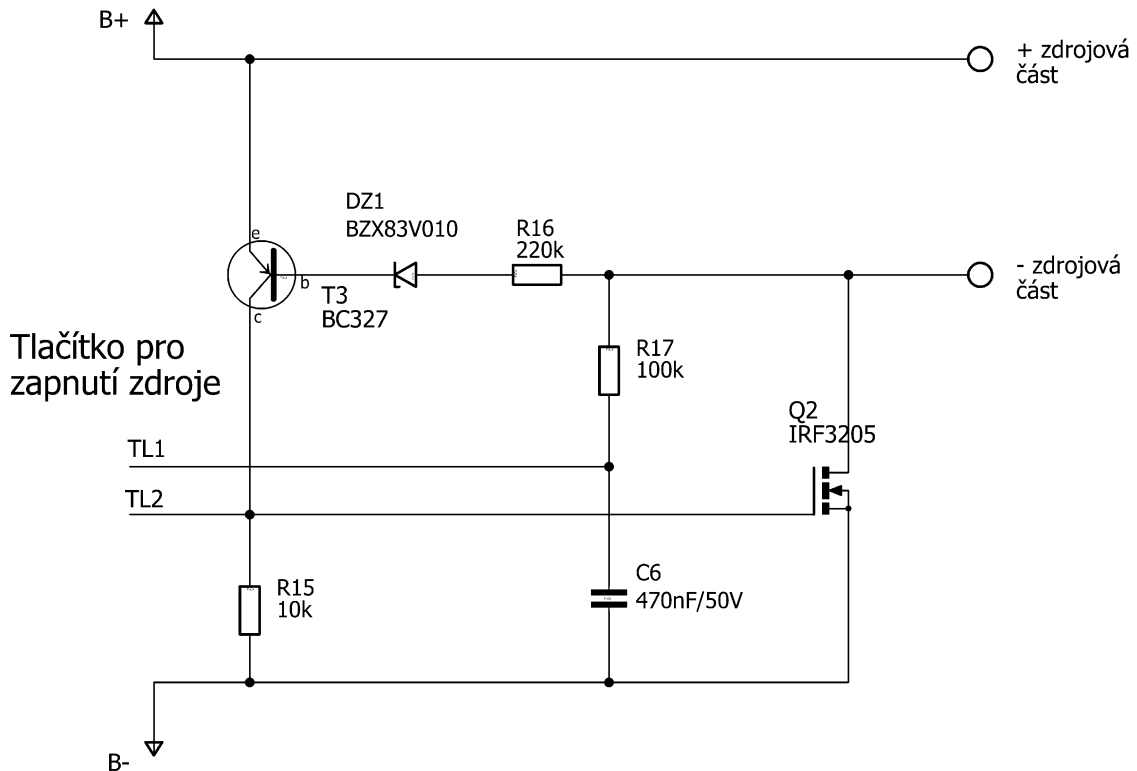 B+
+ zdrojová
část
DZ1
BZX83V010
R16
220k
e
b
c
T3
BC327
- zdrojová
část
Tlačítko pro
zapnutí zdroje
R17
100k
Q2
IRF3205
TL1
TL2
R15
10k
C6
470nF/50V
B-